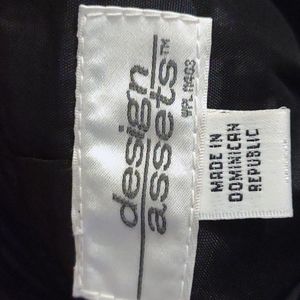 design
assets™
WPL 11403
MADE IN
DOMINICAN
REPUBLIC